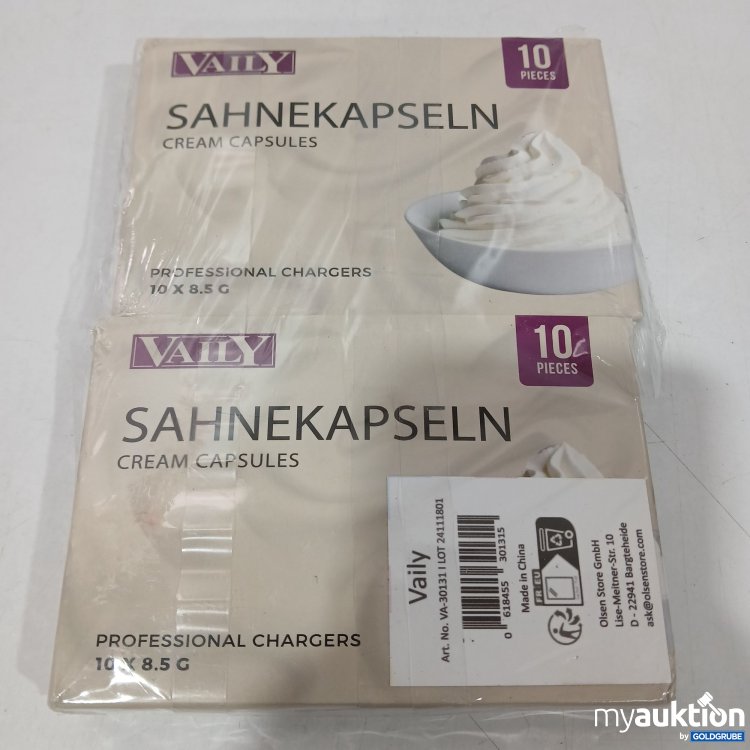 VAILY
10
PIECES
SAHNEKAPSELN
CREAM CAPSULES
PROFESSIONAL CHARGERS
10 X 8.5 G
VAILY
10
PIECES
SAHNEKAPSELN
CREAM CAPSULES
PROFESSIONAL CHARGERS
10 X 8.5 G
Vaily
Art. No. VA-30131 I LOT 24111801
0 618455 301315
Made in China
FR EU
Olsen Store GmbH
Lise-Meitner-Str. 10
D - 22941 Bargteheide
ask@olsenstore.com
myauktion
by GOLDGRUBE